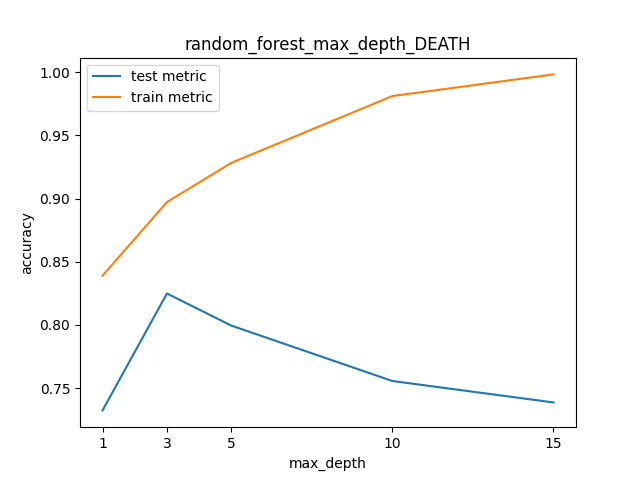 random_forest_max_depth_DEATH
test metric
train metric
1.00
0.95
0.90
0.85
0.80
0.75
accuracy
1 3 5 10 15
max_depth